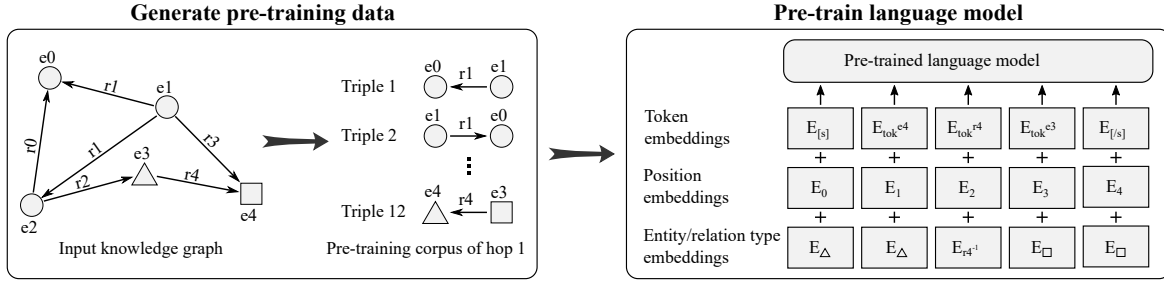 Generate pre-training data
e0
r1
e1
r0
r1
r3
e3
r2
r4
e2
e4
Input knowledge graph
Triple 1
e0
r1
e1
Triple 2
e1
r1
e0
Triple 12
e4
r4
e3
Pre-training corpus of hop 1
Pre-train language model
Pre-trained language model
Token
embeddings
E[s]
Etok^e4
Etok^r4
Etok^e3
E[/s]
+ + + + +
Position
embeddings
E0
E1
E2
E3
E4
+ + + + +
Entity/relation type
embeddings
E△
E△
Er4^-1
E□
E□